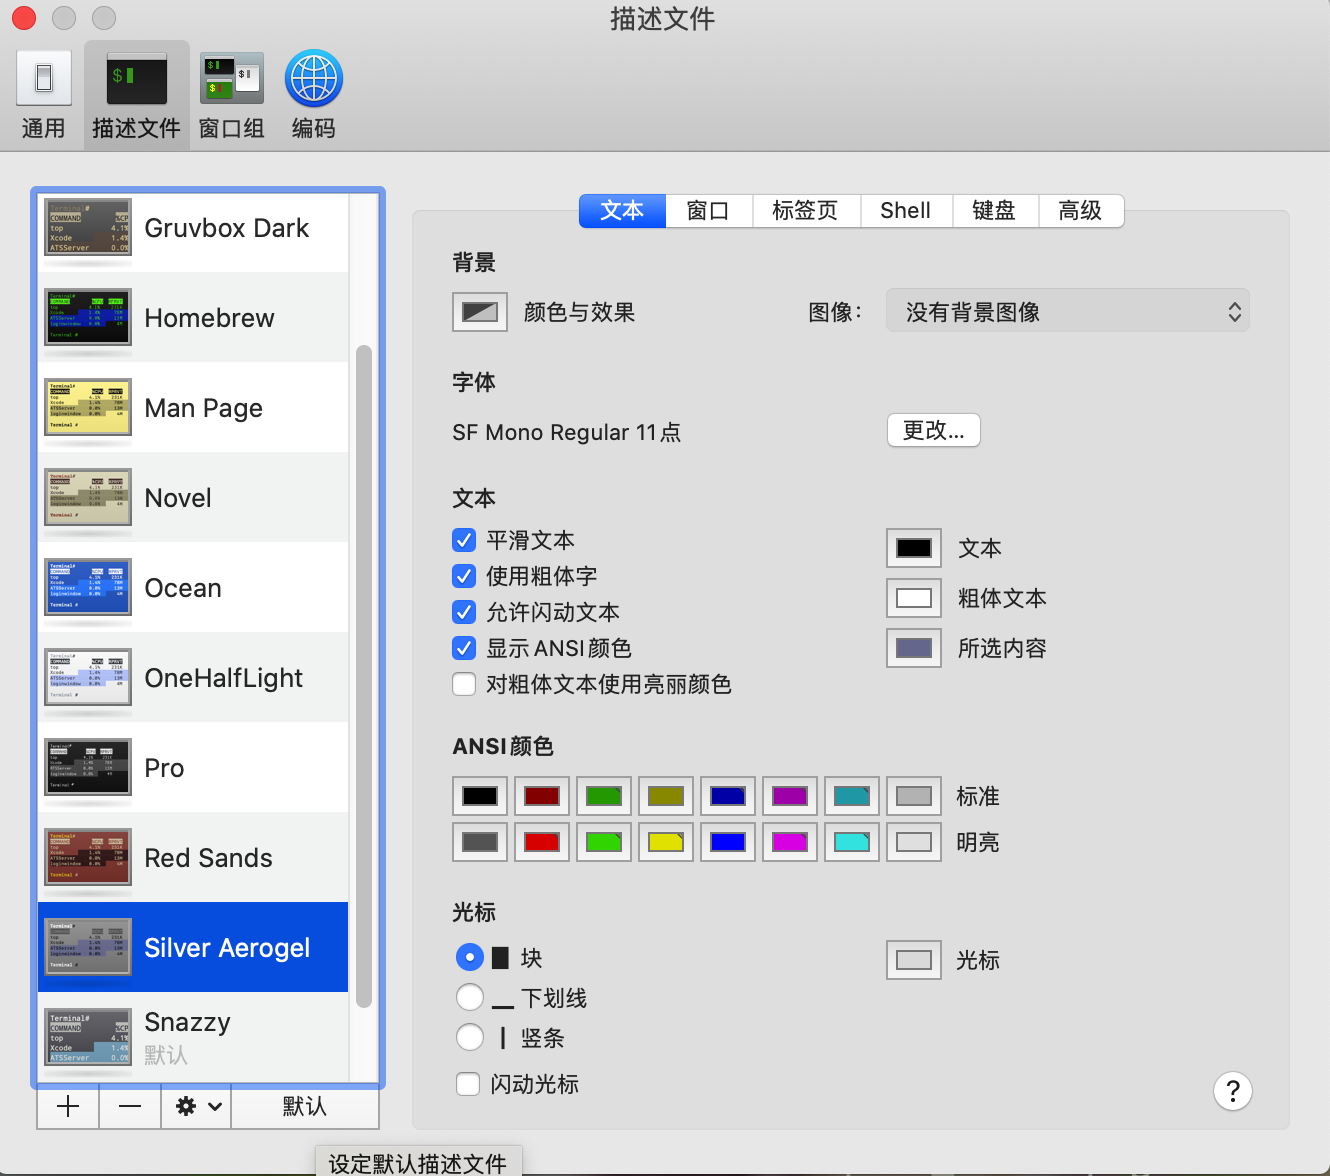 描述文件
通用
描述文件
窗口组
编码
Gruvbox Dark
Homebrew
Man Page
Novel
Ocean
OneHalfLight
Pro
Red Sands
Silver Aerogel
Snazzy
默认
默认
设定默认描述文件
文本 窗口 标签页 Shell 键盘 高级
背景
颜色与效果
图像：
没有背景图像
字体
SF Mono Regular 11点
更改...
文本
平滑文本
使用粗体字
允许闪动文本
显示 ANSI 颜色
对粗体文本使用亮丽颜色
文本
粗体文本
所选内容
ANSI 颜色
标准
明亮
光标
块
下划线
竖条
闪动光标
光标
?